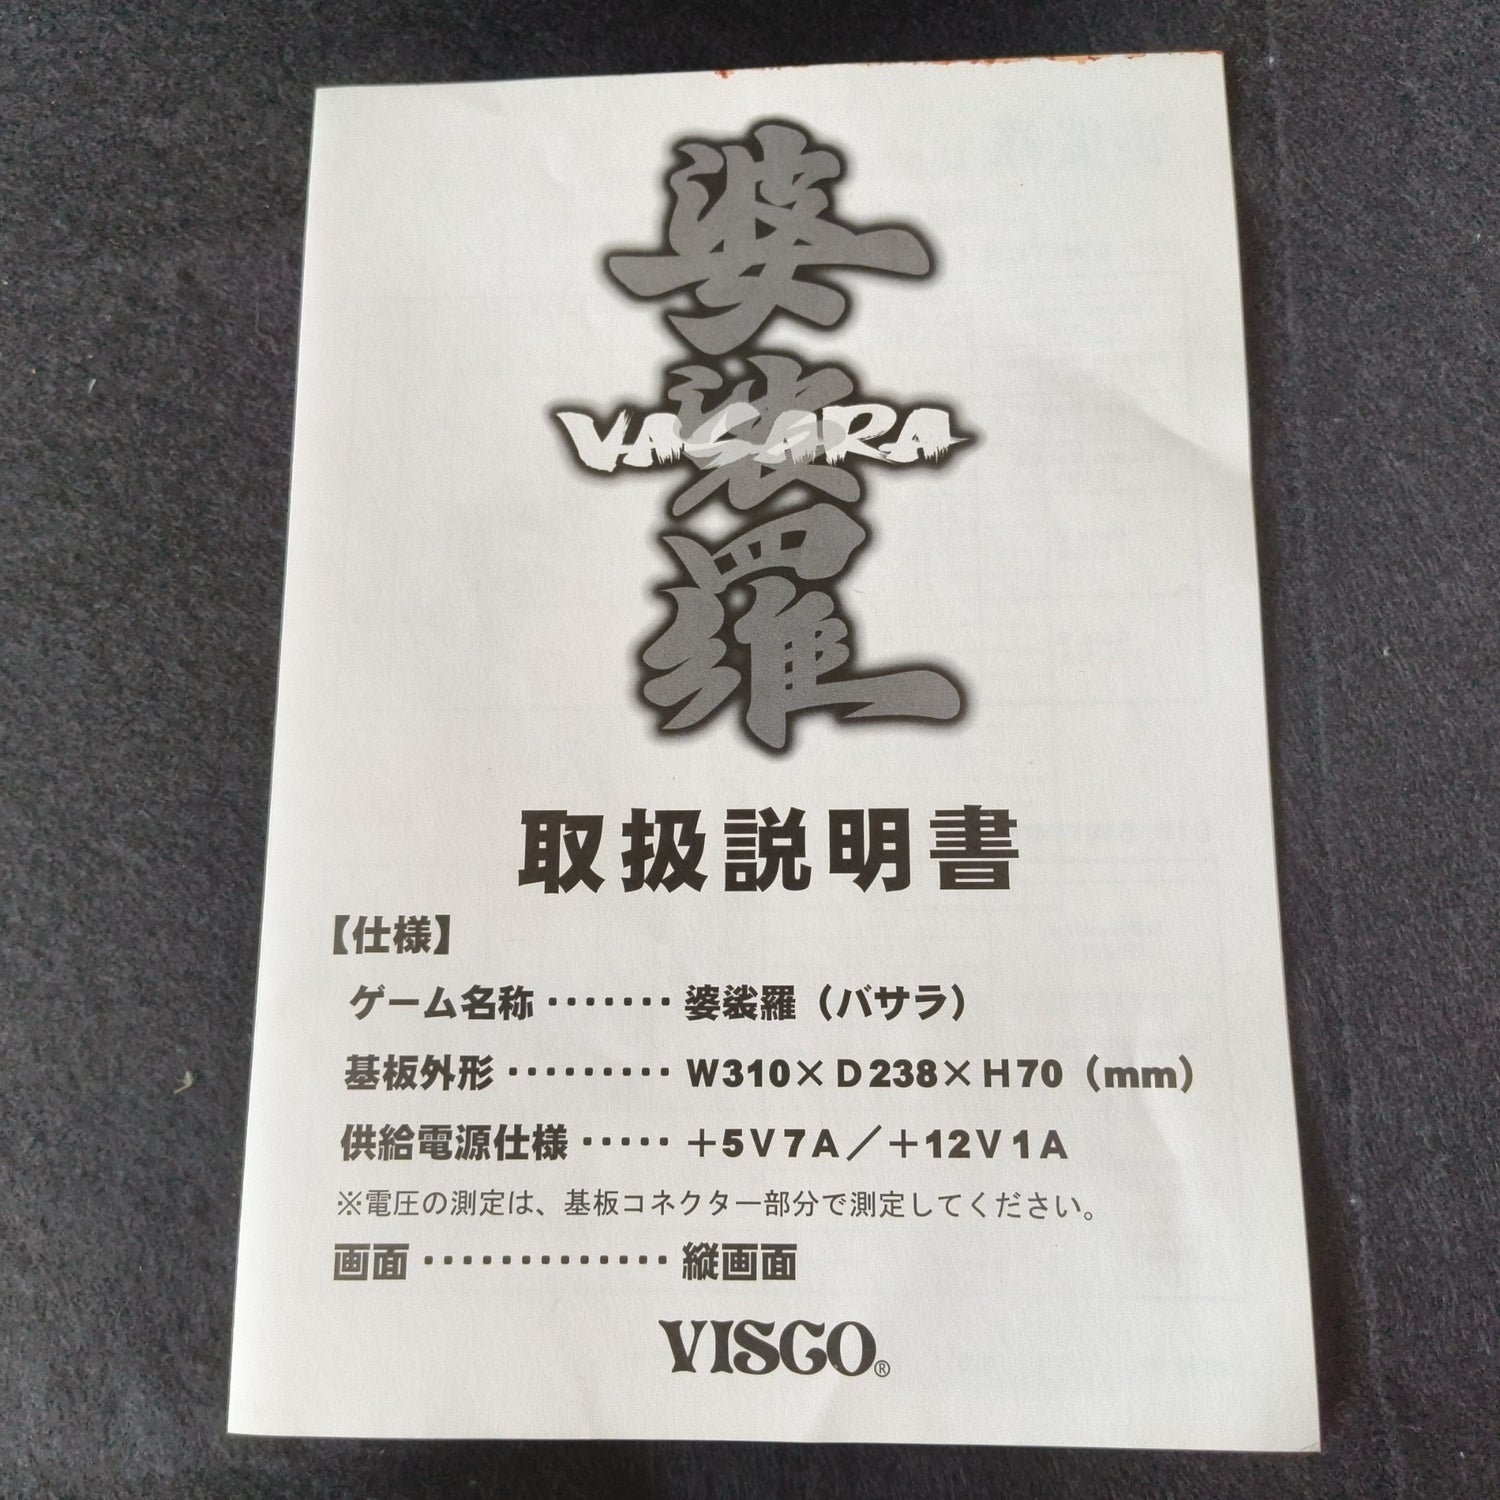 婆裟羅
VASARA
取扱説明書
【仕様】
ゲーム名称 ・・・・・・・ 婆裟羅（バサラ）
基板外形 ・・・・・・・・・ W310×D238×H70（mm）
供給電源仕様 ・・・・・ ＋5V7A／＋12V1A
※電圧の測定は、基板コネクター部分で測定してください。
画面 ・・・・・・・・・・・・・ 縦画面
VISCO®